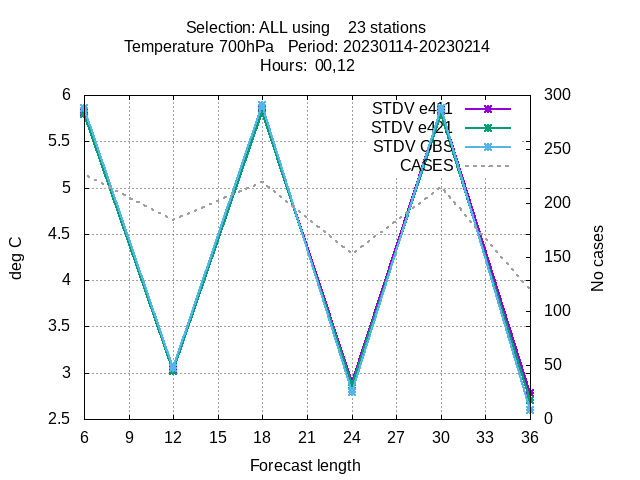 Selection: ALL using 23 stations
Temperature 700hPa Period: 20230114-20230214
Hours: 00,12
STDV e411
STDV e421
STDV OBS
CASES
6
5.5
5
4.5
4
3.5
3
2.5
deg C
300
250
200
150
100
50
0
No cases
6 9 12 15 18 21 24 27 30 33 36
Forecast length